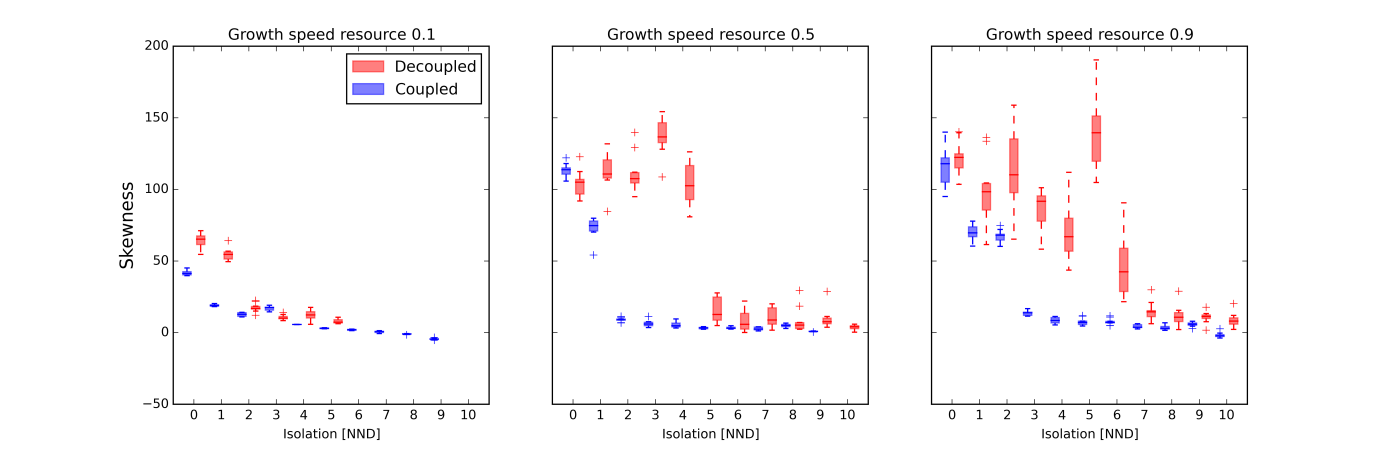 Growth speed resource 0.1 Growth speed resource 0.5 Growth speed resource 0.9
200
Decoupled
Coupled
150
100
50
0
−50
Skewness
0 1 2 3 4 5 6 7 8 9 10 0 1 2 3 4 5 6 7 8 9 10 0 1 2 3 4 5 6 7 8 9 10
Isolation [NND] Isolation [NND] Isolation [NND]